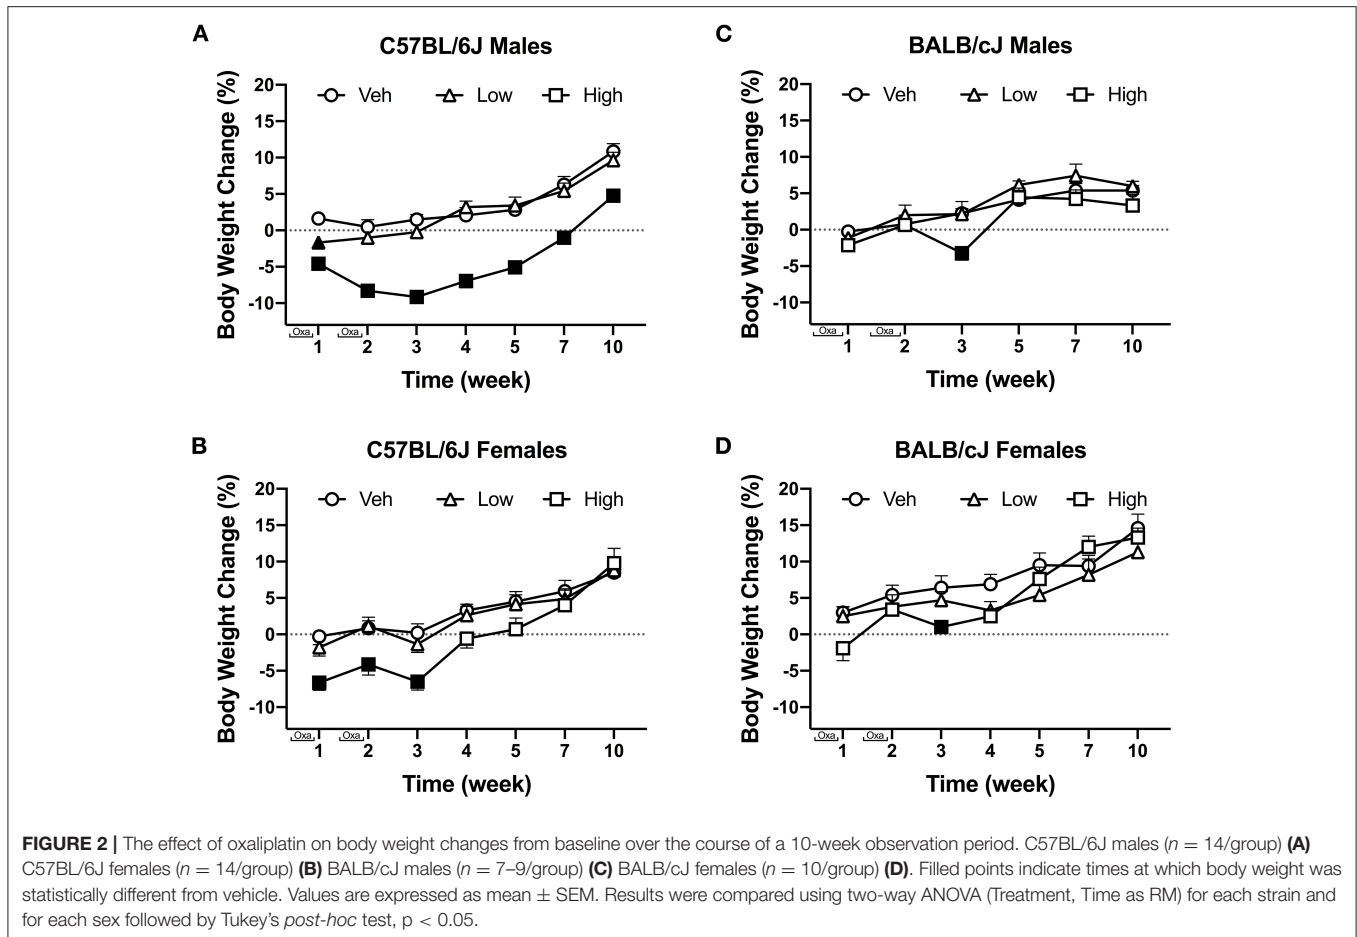 A
C57BL/6J Males
Veh Low High
Body Weight Change (%)
20
15
10
5
0
-5
-10
Oxa Oxa
1 2 3 4 5 7 10
Time (week)
C
BALB/cJ Males
Veh Low High
Body Weight Change (%)
20
15
10
5
0
-5
-10
Oxa Oxa
1 2 3 5 7 10
Time (week)
B
C57BL/6J Females
Veh Low High
Body Weight Change (%)
20
15
10
5
0
-5
-10
Oxa Oxa
1 2 3 4 5 7 10
Time (week)
D
BALB/cJ Females
Veh Low High
Body Weight Change (%)
20
15
10
5
0
-5
-10
Oxa Oxa
1 2 3 4 5 7 10
Time (week)
FIGURE 2 | The effect of oxaliplatin on body weight changes from baseline over the course of a 10-week observation period. C57BL/6J males (n = 14/group) (A)
C57BL/6J females (n = 14/group) (B) BALB/cJ males (n = 7–9/group) (C) BALB/cJ females (n = 10/group) (D). Filled points indicate times at which body weight was
statistically different from vehicle. Values are expressed as mean ± SEM. Results were compared using two-way ANOVA (Treatment, Time as RM) for each strain and
for each sex followed by Tukey's post-hoc test, p < 0.05.